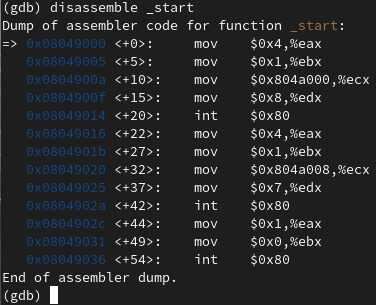 (gdb) disassemble _start
Dump of assembler code for function _start:
=> 0x08049000 <+0>:     mov    $0x4,%eax
   0x08049005 <+5>:     mov    $0x1,%ebx
   0x0804900a <+10>:    mov    $0x804a000,%ecx
   0x0804900f <+15>:    mov    $0x8,%edx
   0x08049014 <+20>:    int    $0x80
   0x08049016 <+22>:    mov    $0x4,%eax
   0x0804901b <+27>:    mov    $0x1,%ebx
   0x08049020 <+32>:    mov    $0x804a008,%ecx
   0x08049025 <+37>:    mov    $0x7,%edx
   0x0804902a <+42>:    int    $0x80
   0x0804902c <+44>:    mov    $0x1,%eax
   0x08049031 <+49>:    mov    $0x0,%ebx
   0x08049036 <+54>:    int    $0x80
End of assembler dump.
(gdb)